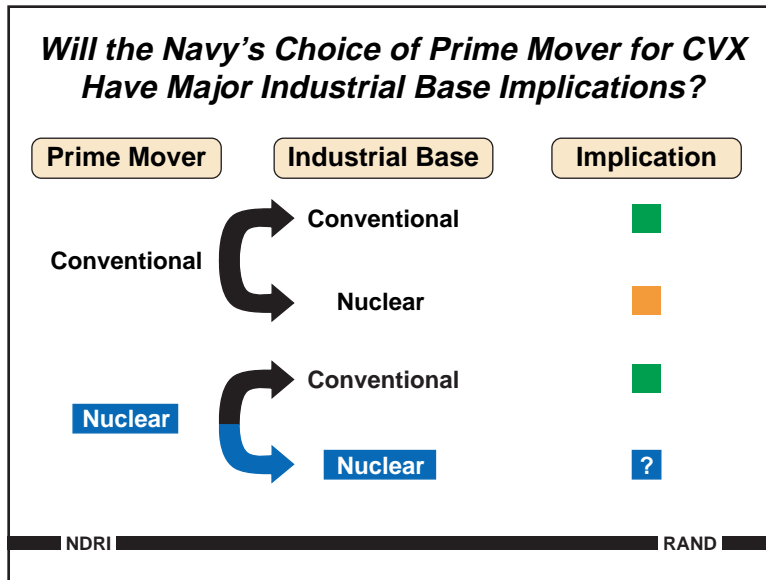 Will the Navy’s Choice of Prime Mover for CVX
Have Major Industrial Base Implications?
Prime Mover Industrial Base Implication
Conventional
Conventional
Nuclear
Conventional
Nuclear
Nuclear ?
NDRI RAND